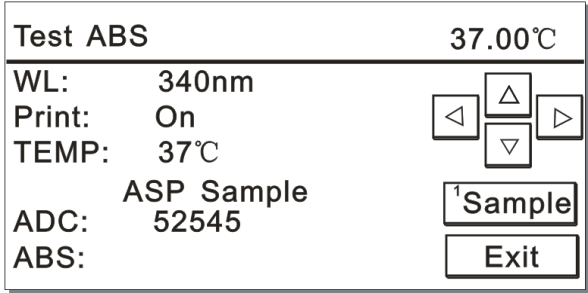 Test ABS 37.00℃
WL: 340nm
Print: On
TEMP: 37℃
ASP Sample
ADC: 52545
ABS:
1Sample
Exit